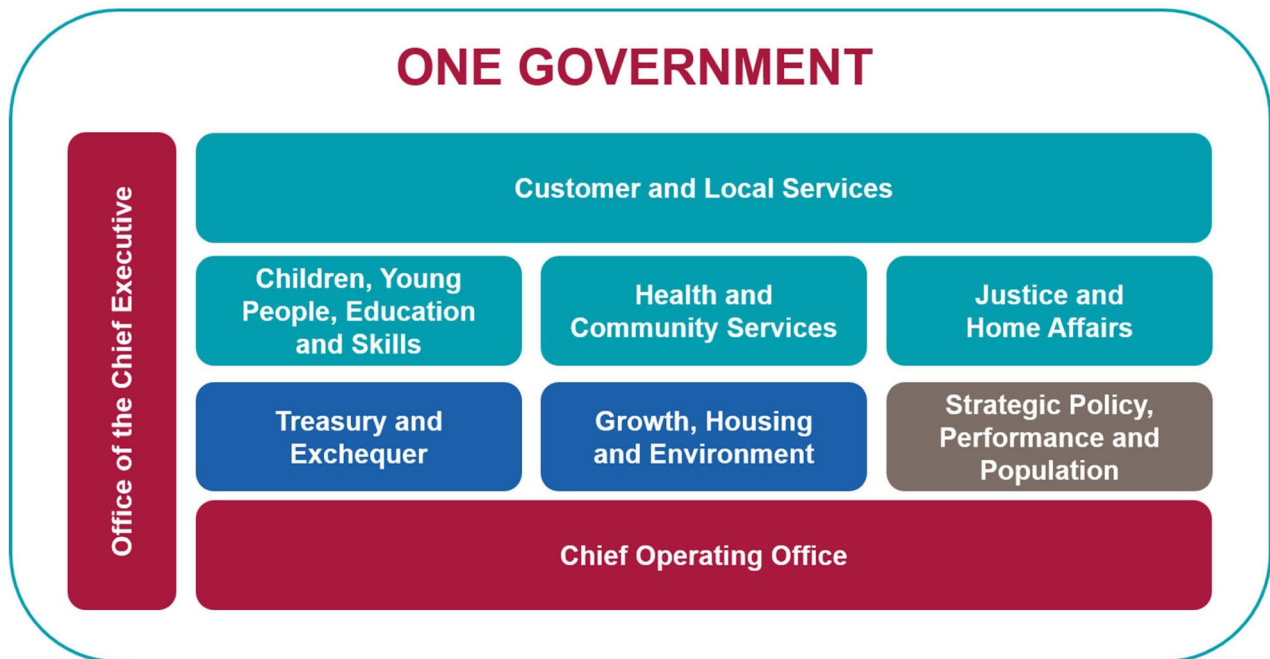 ONE GOVERNMENT
Office of the Chief Executive
Customer and Local Services
Children, Young
People, Education
and Skills
Health and
Community Services
Justice and
Home Affairs
Treasury and
Exchequer
Growth, Housing
and Environment
Strategic Policy,
Performance and
Population
Chief Operating Office